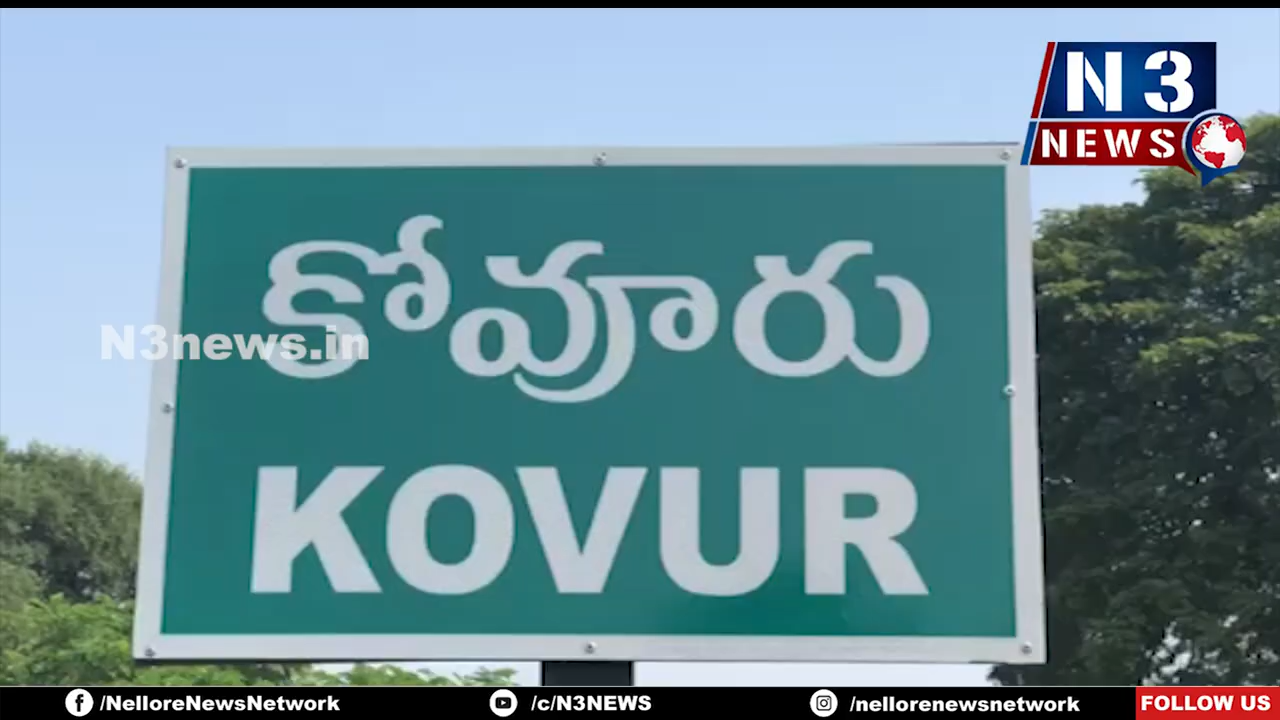 N3
NEWS
కోవూరు
N3news.in
KOVUR
/NelloreNewsNetwork
/c/N3NEWS
/nellorenewsnetwork
FOLLOW US